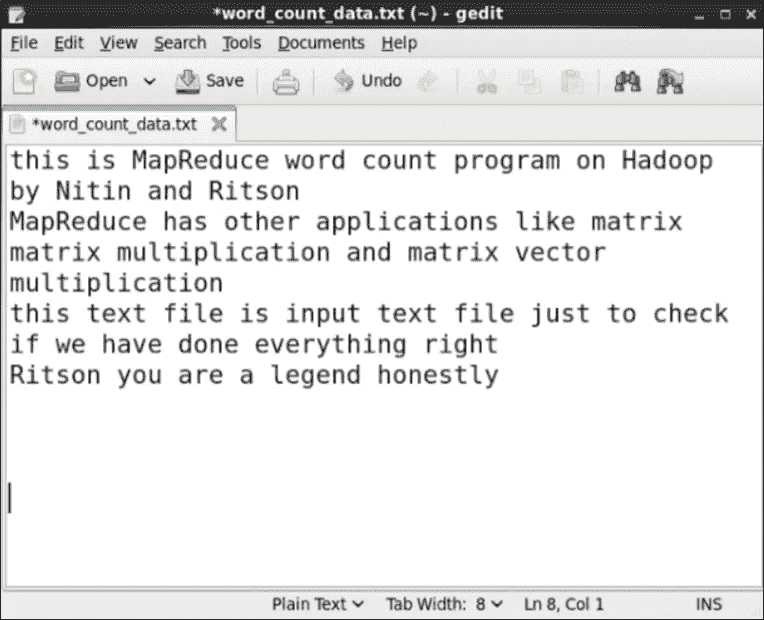 *word_count_data.txt (~) - gedit
File Edit View Search Tools Documents Help
Open Save Undo
*word_count_data.txt
this is MapReduce word count program on Hadoop
by Nitin and Ritson
MapReduce has other applications like matrix
matrix multiplication and matrix vector
multiplication
this text file is input text file just to check
if we have done everything right
Ritson you are a legend honestly
Plain Text Tab Width: 8 Ln 8, Col 1 INS